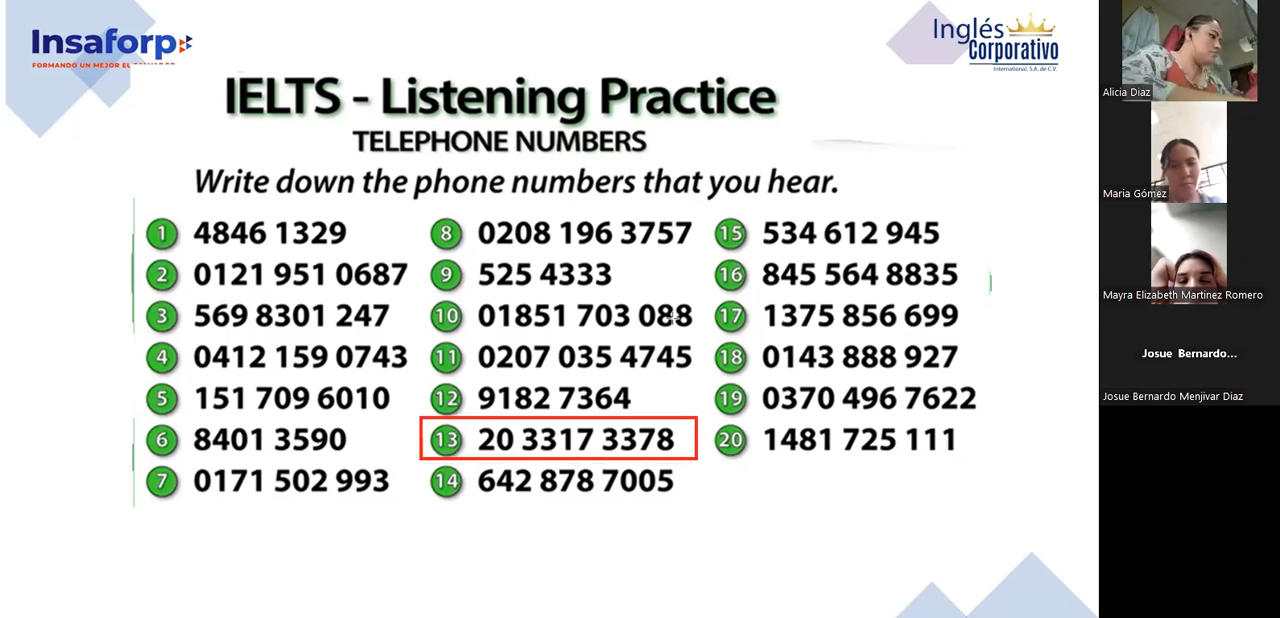 Insaforp
FORMANDO UN MEJOR EL SALVADOR
Inglés
Corporativo
International, S.A. de C.V.
IELTS - Listening Practice
TELEPHONE NUMBERS
Write down the phone numbers that you hear.
1 4846 1329
2 0121 951 0687
3 569 8301 247
4 0412 159 0743
5 151 709 6010
6 8401 3590
7 0171 502 993
8 0208 196 3757
9 525 4333
10 01851 703 088
11 0207 035 4745
12 9182 7364
13 20 3317 3378
14 642 878 7005
15 534 612 945
16 845 564 8835
17 1375 856 699
18 0143 888 927
19 0370 496 7622
20 1481 725 111
Alicia Diaz
Maria Gómez
Mayra Elizabeth Martinez Romero
Josue Bernardo...
Josue Bernardo Menjivar Diaz